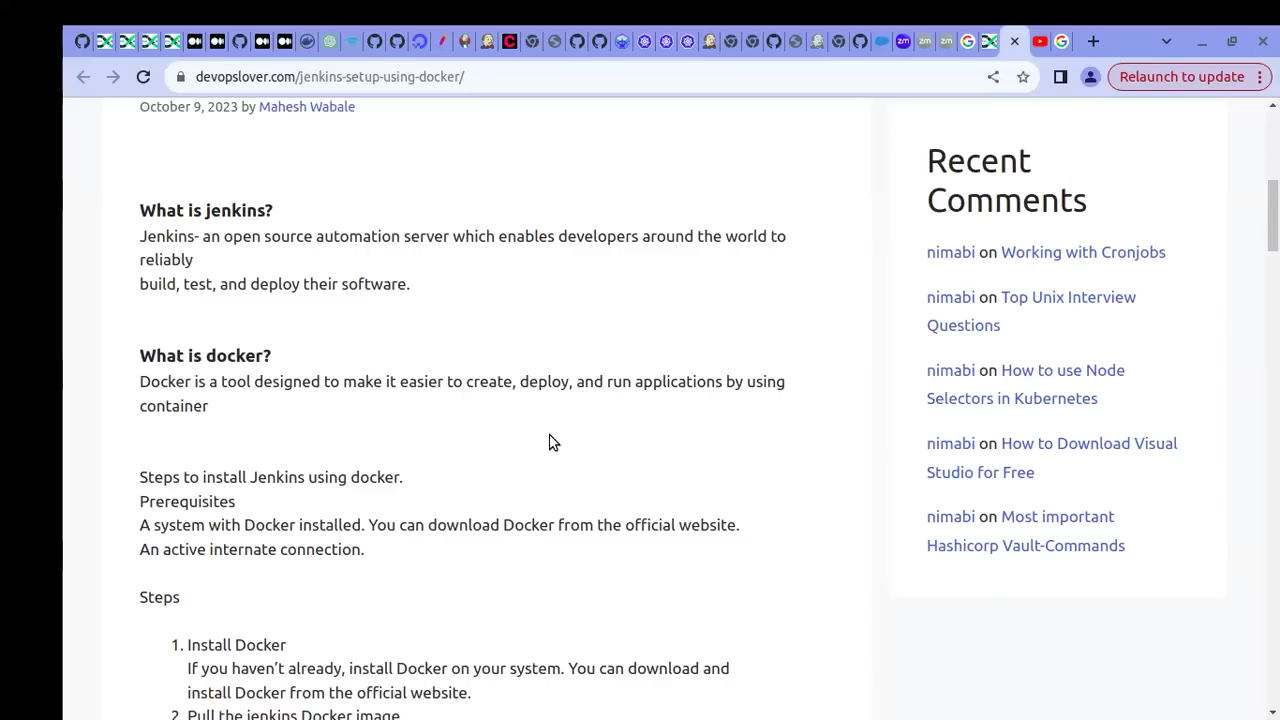 devopslover.com/jenkins-setup-using-docker/
Relaunch to update
October 9, 2023 by Mahesh Wabale
What is jenkins?
Jenkins- an open source automation server which enables developers around the world to
reliably
build, test, and deploy their software.
What is docker?
Docker is a tool designed to make it easier to create, deploy, and run applications by using
container
Steps to install Jenkins using docker.
Prerequisites
A system with Docker installed. You can download Docker from the official website.
An active internate connection.
Steps
1. Install Docker
If you haven’t already, install Docker on your system. You can download and
install Docker from the official website.
2. Pull the jenkins Docker image
Recent
Comments
nimabi on Working with Cronjobs
nimabi on Top Unix Interview
Questions
nimabi on How to use Node
Selectors in Kubernetes
nimabi on How to Download Visual
Studio for Free
nimabi on Most important
Hashicorp Vault-Commands